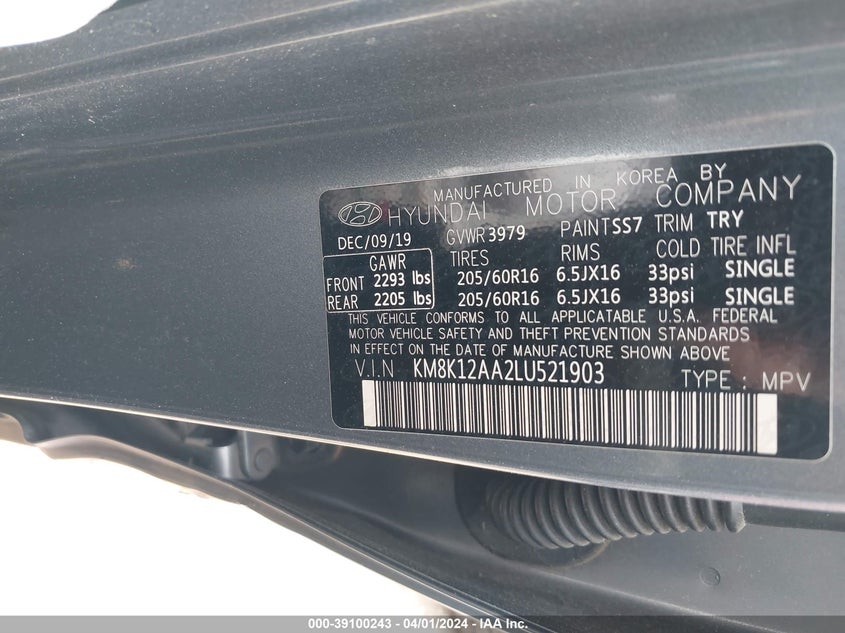 MANUFACTURED IN KOREA BY
HYUNDAI MOTOR COMPANY
DEC/09/19 GVWR 3979 PAINT SS7 TRIM TRY
GAWR TIRES RIMS COLD TIRE INFL
FRONT 2293 lbs 205/60R16 6.5JX16 33psi SINGLE
REAR 2205 lbs 205/60R16 6.5JX16 33psi SINGLE
THIS VEHICLE CONFORMS TO ALL APPLICATABLE U.S.A. FEDERAL
MOTOR VEHICLE SAFETY AND THEFT PREVENTION STANDARDS
IN EFFECT ON THE DATE OF MANUFACTURE SHOWN ABOVE
V.I.N KM8K12AA2LU521903 TYPE : MPV
000-39100243 - 04/01/2024 - IAA Inc.